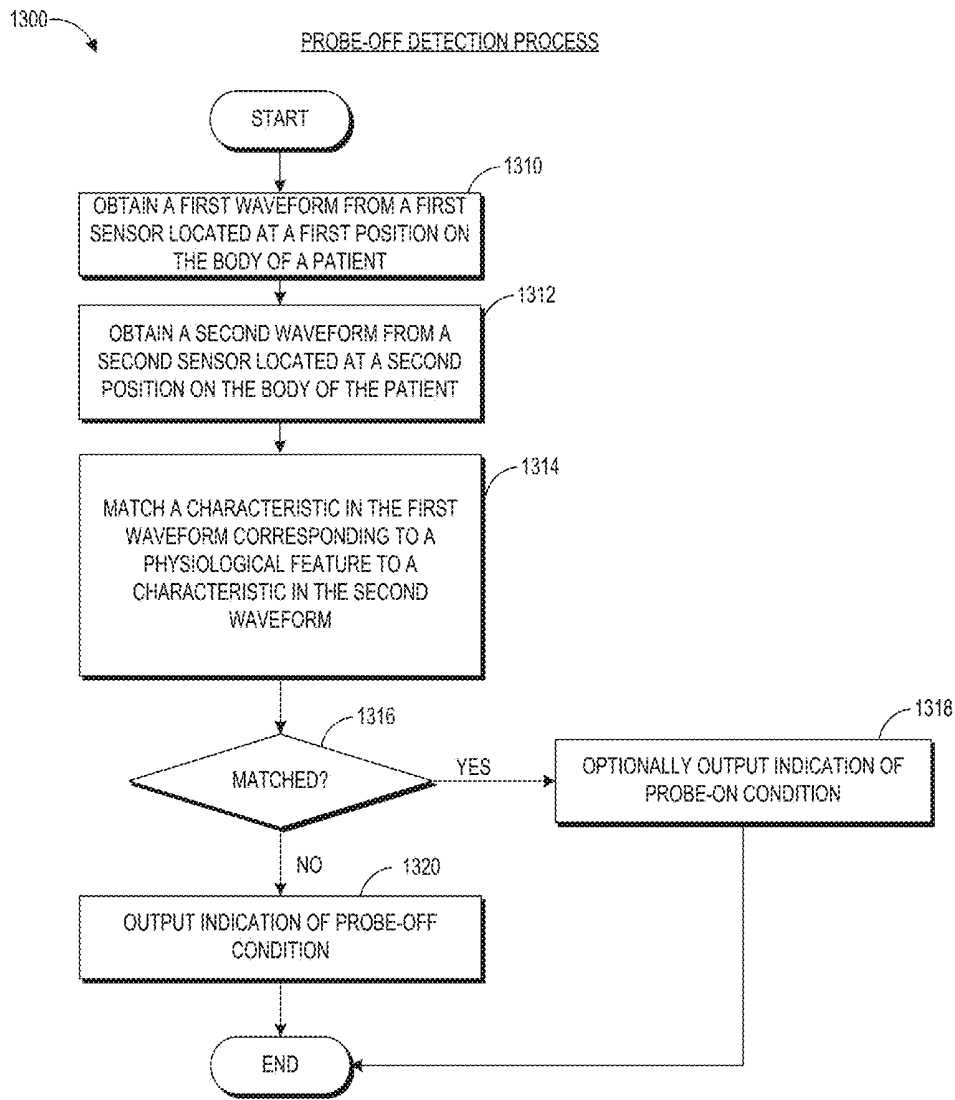 1300
PROBE-OFF DETECTION PROCESS
START
1310
OBTAIN A FIRST WAVEFORM FROM A FIRST
SENSOR LOCATED AT A FIRST POSITION ON
THE BODY OF A PATIENT
1312
OBTAIN A SECOND WAVEFORM FROM A
SECOND SENSOR LOCATED AT A SECOND
POSITION ON THE BODY OF THE PATIENT
1314
MATCH A CHARACTERISTIC IN THE FIRST
WAVEFORM CORRESPONDING TO A
PHYSIOLOGICAL FEATURE TO A
CHARACTERISTIC IN THE SECOND
WAVEFORM
1316
MATCHED?
YES
1318
OPTIONALLY OUTPUT INDICATION OF
PROBE-ON CONDITION
NO
1320
OUTPUT INDICATION OF PROBE-OFF
CONDITION
END